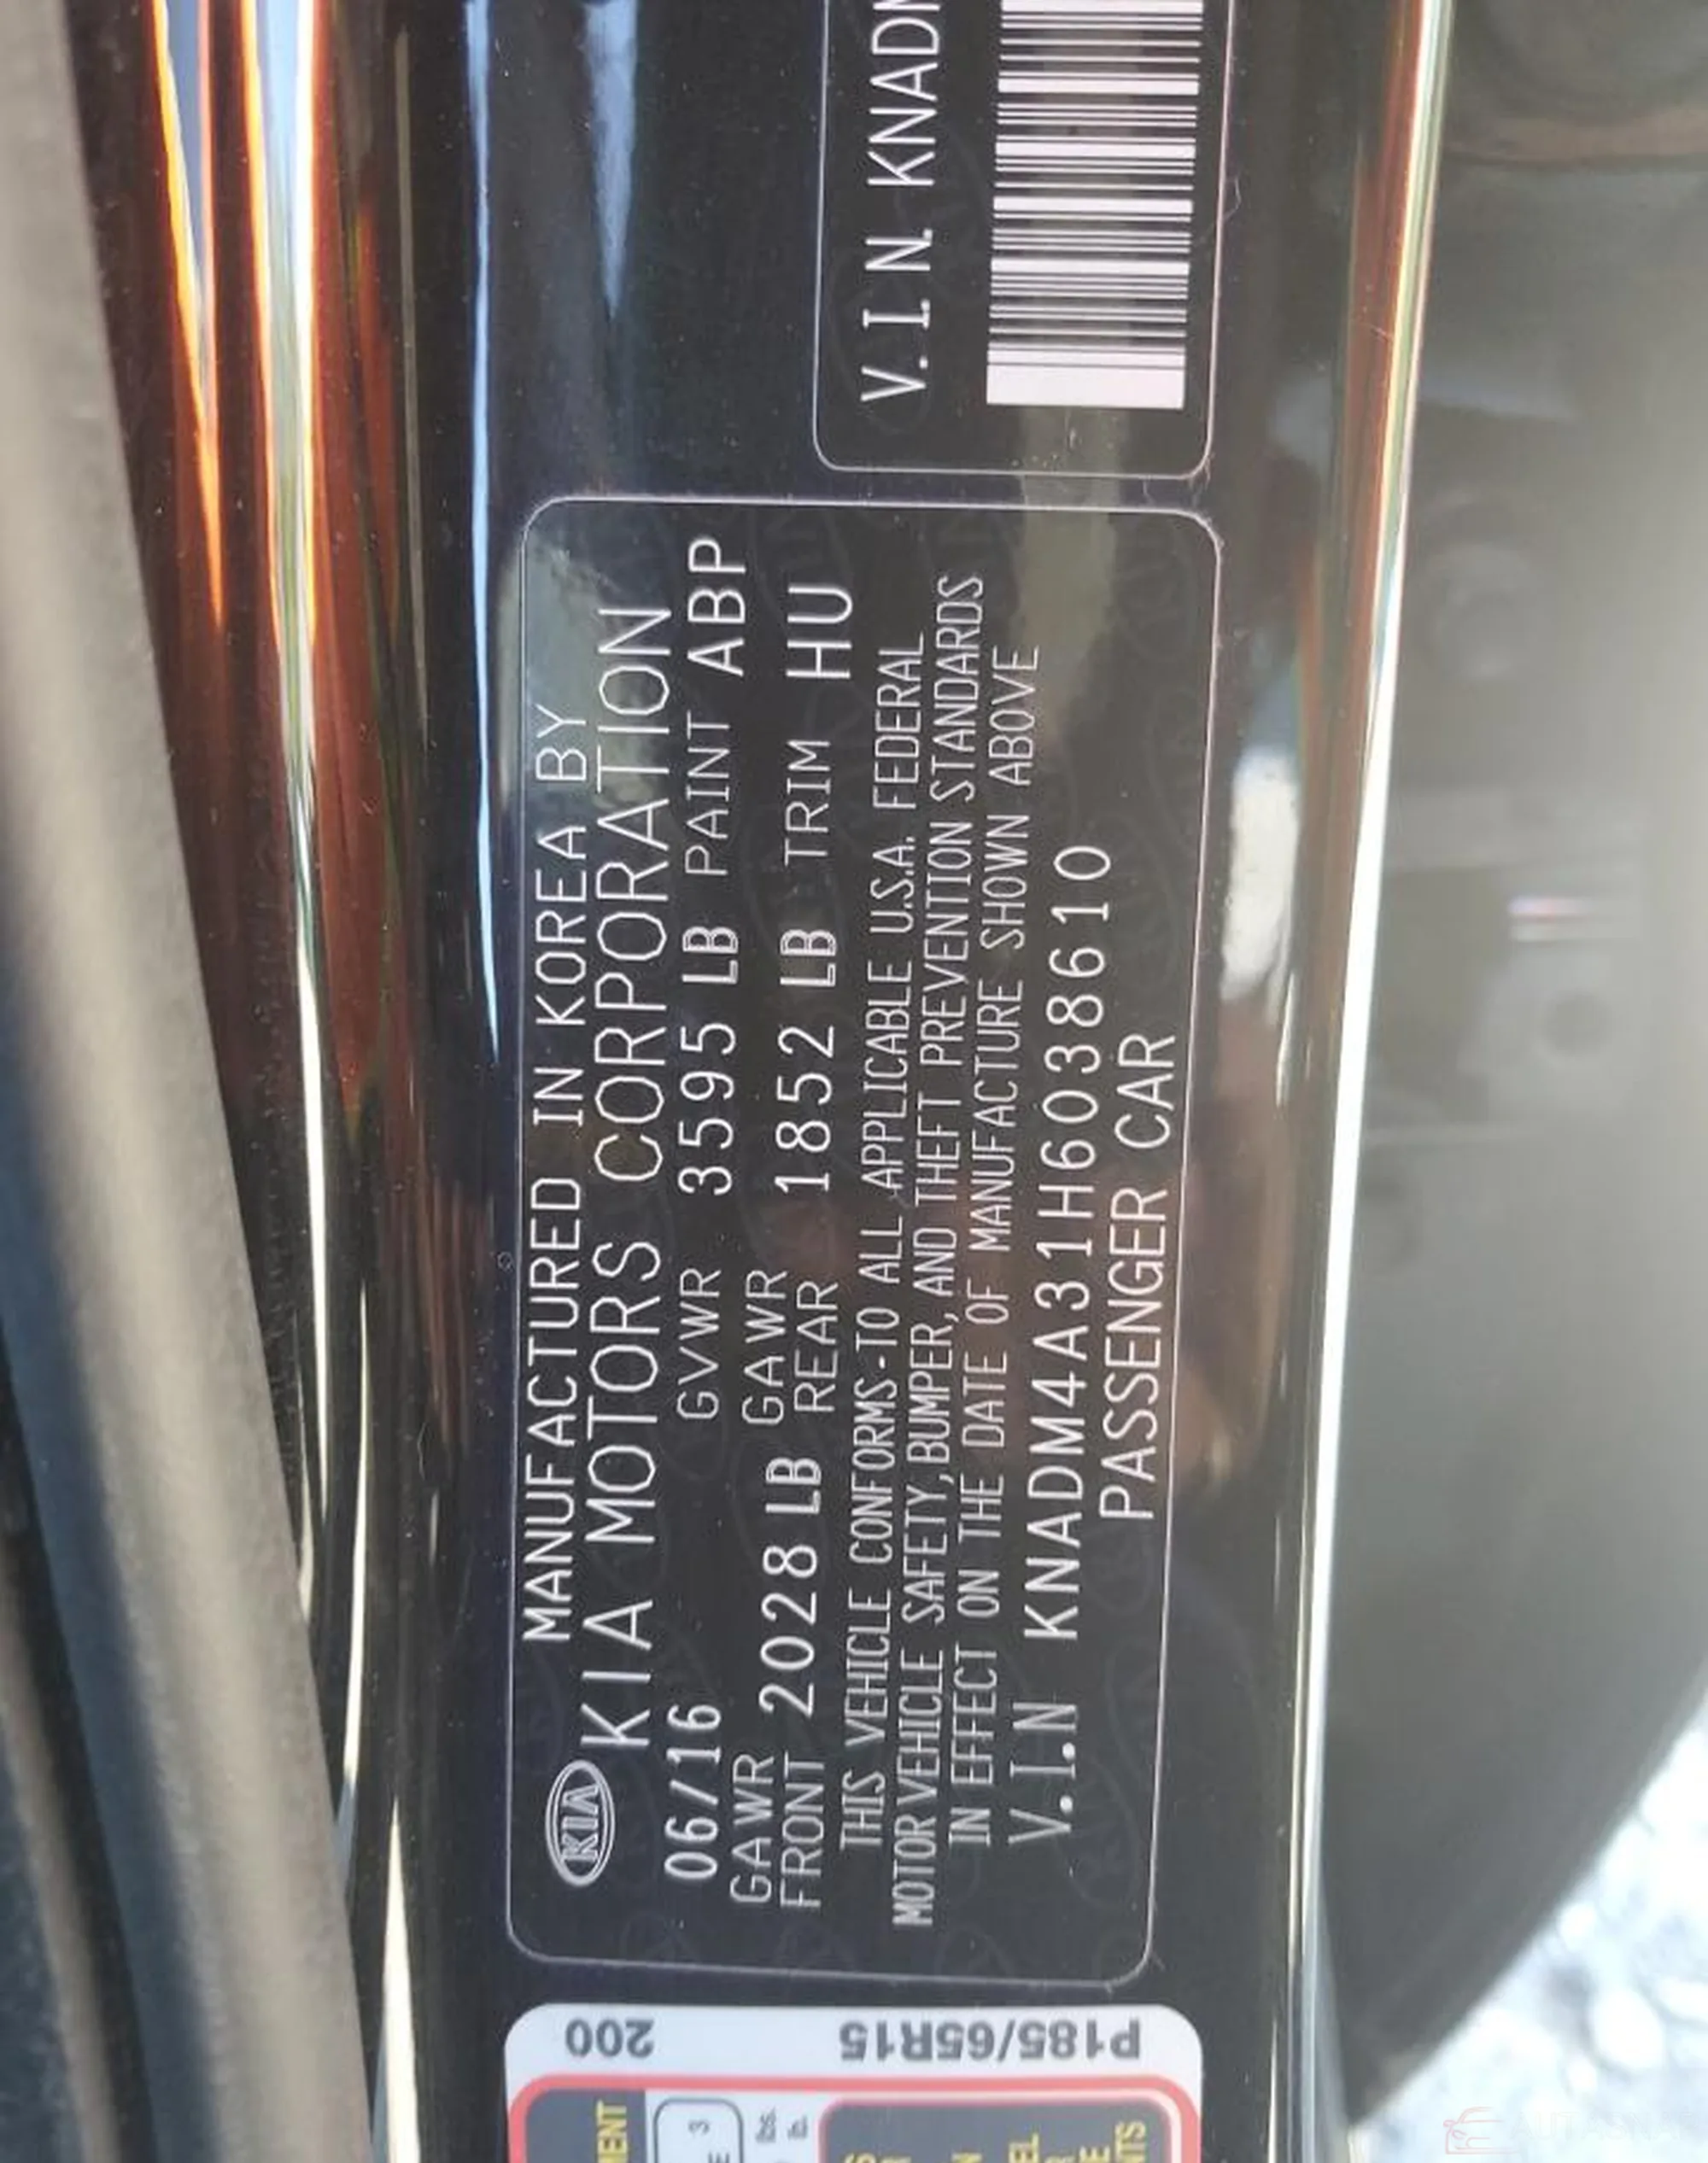 MANUFACTURED IN KOREA BY
KIA KIA MOTORS CORPORATION
06/16 GVWR 3595 LB PAINT ABP
GAWR FRONT 2028 LB GAWR REAR 1852 LB TRIM HU
THIS VEHICLE CONFORMS TO ALL APPLICABLE U.S.A. FEDERAL
MOTOR VEHICLE SAFETY, BUMPER, AND THEFT PREVENTION STANDARDS
IN EFFECT ON THE DATE OF MANUFACTURE SHOWN ABOVE
V.I.N KNADM4A31H6038610
PASSENGER CAR
V.I.N. KNADM
P185/65R15
200